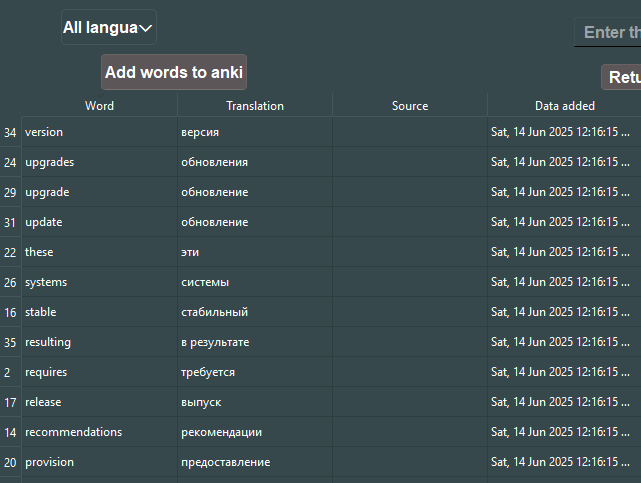 All langua
Enter th
Add words to anki
Retu
Word Translation Source Data added
34 version версия Sat, 14 Jun 2025 12:16:15 ...
24 upgrades обновления Sat, 14 Jun 2025 12:16:15 ...
29 upgrade обновление Sat, 14 Jun 2025 12:16:15 ...
31 update обновление Sat, 14 Jun 2025 12:16:15 ...
22 these эти Sat, 14 Jun 2025 12:16:15 ...
26 systems системы Sat, 14 Jun 2025 12:16:15 ...
16 stable стабильный Sat, 14 Jun 2025 12:16:15 ...
35 resulting в результате Sat, 14 Jun 2025 12:16:15 ...
2 requires требуется Sat, 14 Jun 2025 12:16:15 ...
17 release выпуск Sat, 14 Jun 2025 12:16:15 ...
14 recommendations рекомендации Sat, 14 Jun 2025 12:16:15 ...
20 provision предоставление Sat, 14 Jun 2025 12:16:15 ...